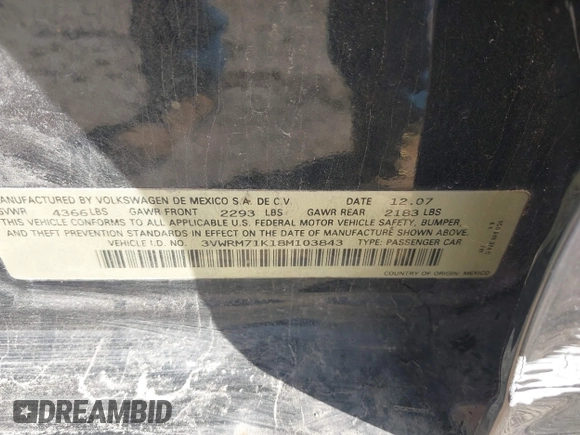 MANUFACTURED BY VOLKSWAGEN DE MEXICO S.A. DE C.V. DATE 12.07
GVWR 4366 LBS GAWR FRONT 2293 LBS GAWR REAR 2183 LBS
THIS VEHICLE CONFORMS TO ALL APPLICABLE U.S. FEDERAL MOTOR VEHICLE SAFETY, BUMPER,
AND THEFT PREVENTION STANDARDS IN EFFECT ON THE DATE OF MANUFACTURE SHOWN ABOVE.
VEHICLE I.D. NO.: 3VWRM71K18M103843 TYPE: PASSENGER CAR
COUNTRY OF ORIGIN: MEXICO
DREAMBID